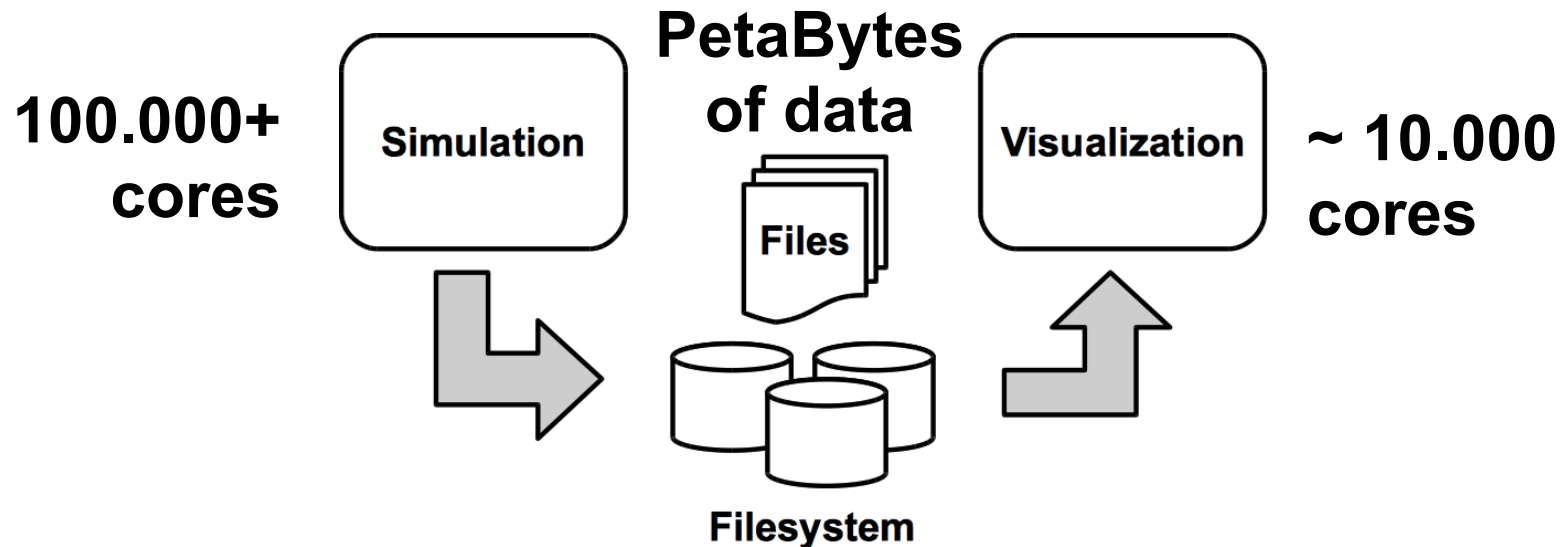 100.000+
cores
Simulation
PetaBytes
of data
Files
Filesystem
Visualization
~ 10.000
cores